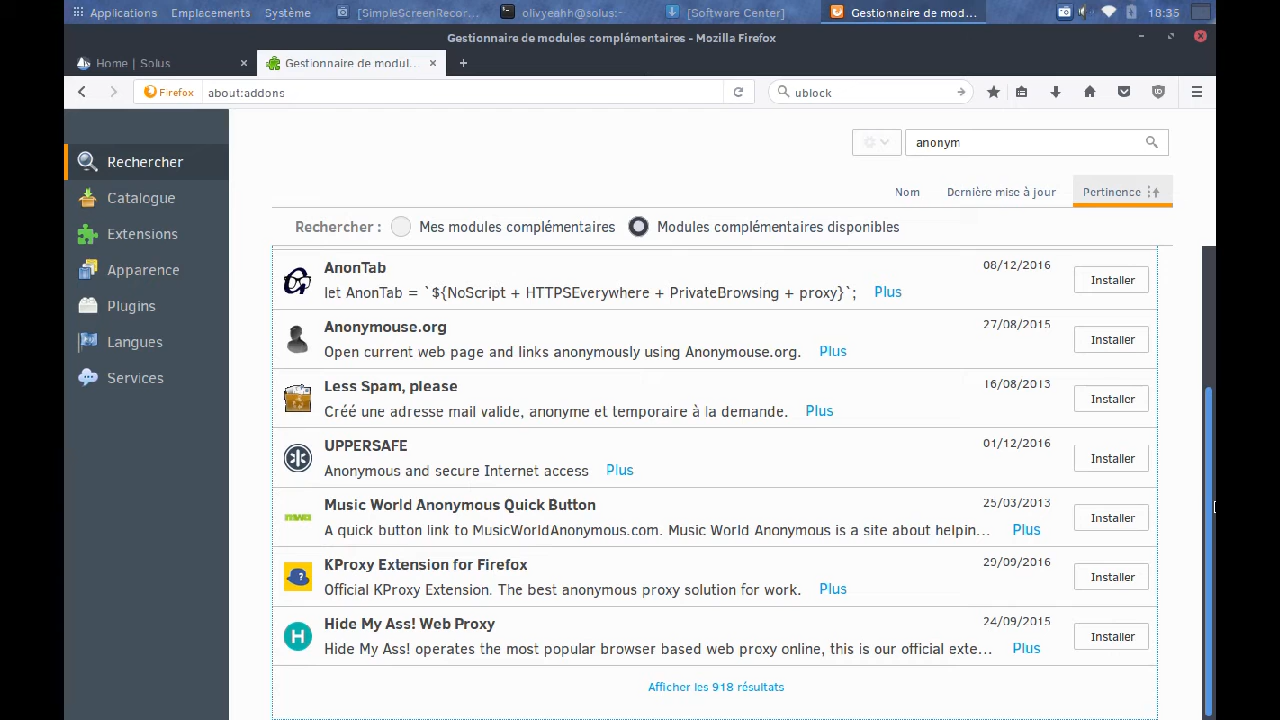 Applications Emplacements Système [SimpleScreenRecor... olivyeahh@solus:~ [Software Center] Gestionnaire de mod... 18:35
Gestionnaire de modules complémentaires - Mozilla Firefox
Home | Solus Gestionnaire de modul...
Firefox about:addons ublock
anonym
Rechercher
Catalogue
Extensions
Apparence
Plugins
Langues
Services
Nom Dernière mise à jour Pertinence
Rechercher : Mes modules complémentaires Modules complémentaires disponibles
AnonTab 08/12/2016
let AnonTab = `${NoScript + HTTPSEverywhere + PrivateBrowsing + proxy}`; Plus Installer
Anonymouse.org 27/08/2015
Open current web page and links anonymously using Anonymouse.org. Plus Installer
Less Spam, please 16/08/2013
Créé une adresse mail valide, anonyme et temporaire à la demande. Plus Installer
UPPERSAFE 01/12/2016
Anonymous and secure Internet access Plus Installer
Music World Anonymous Quick Button 25/03/2013
A quick button link to MusicWorldAnonymous.com. Music World Anonymous is a site about helpin... Plus Installer
KProxy Extension for Firefox 29/09/2016
Official KProxy Extension. The best anonymous proxy solution for work. Plus Installer
Hide My Ass! Web Proxy 24/09/2015
H
Hide My Ass! operates the most popular browser based web proxy online, this is our official exte... Plus Installer
Afficher les 918 résultats